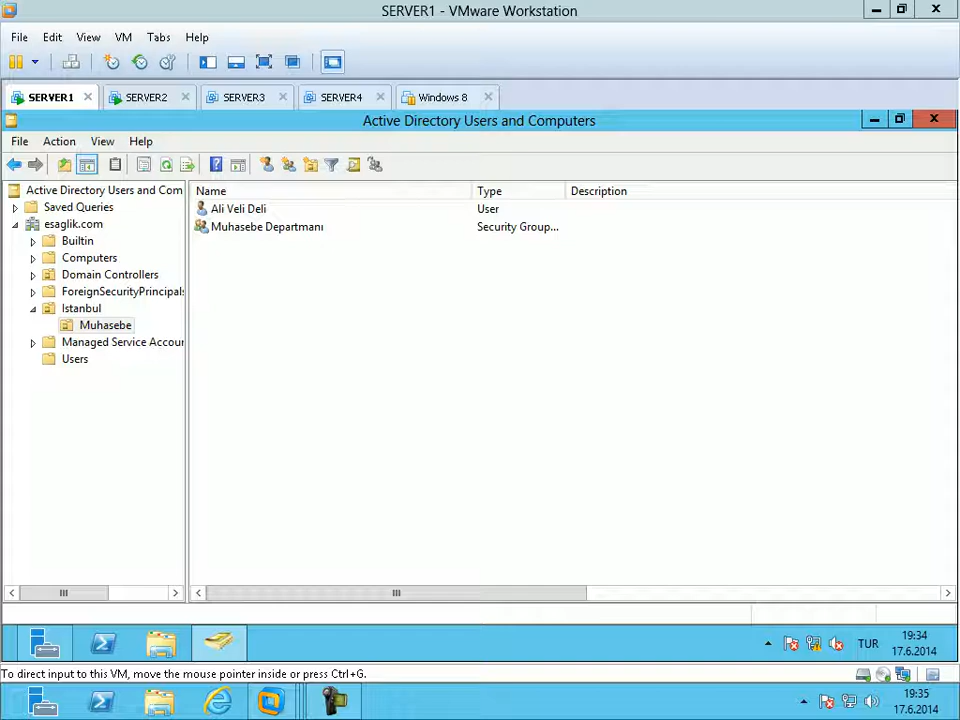 SERVER1 - VMware Workstation
File Edit View VM Tabs Help
SERVER1 SERVER2 SERVER3 SERVER4 Windows 8
Active Directory Users and Computers
File Action View Help
Active Directory Users and Com
Saved Queries
esaglik.com
Builtin
Computers
Domain Controllers
ForeignSecurityPrincipals
Istanbul
Muhasebe
Managed Service Accour
Users
Name Type Description
Ali Veli Deli User
Muhasebe Departmanı Security Group...
TUR
19:34
17.6.2014
To direct input to this VM, move the mouse pointer inside or press Ctrl+G.
19:35
17.6.2014